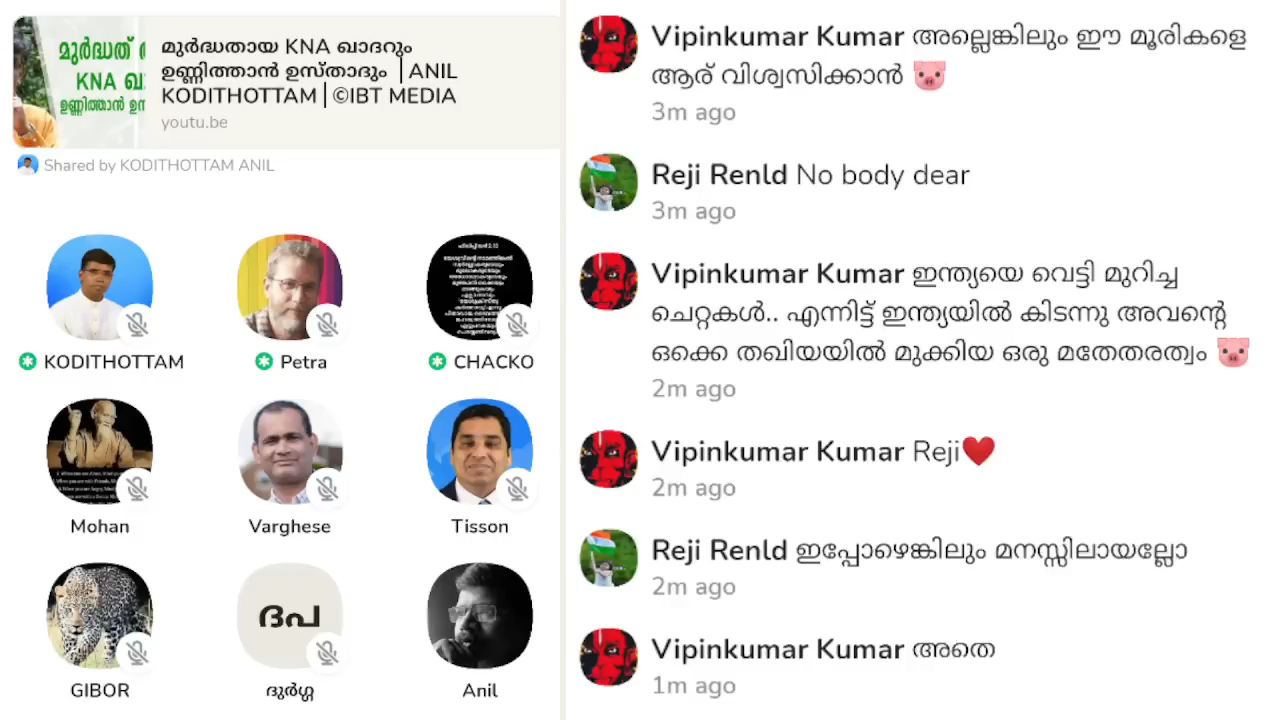 മുർദ്ധത്
KNA ഖാ
ഉണ്ണിത്താൻ ഉസ
മുർദ്ധതായ KNA ഖാദറും
ഉണ്ണിത്താൻ ഉസ്താദും |ANIL
KODITHOTTAM|©IBT MEDIA
youtu.be
Shared by KODITHOTTAM ANIL
KODITHOTTAM
Petra
CHACKO
Mohan
Varghese
Tisson
GIBOR
ദപ
ദുർഗ്ഗ
Anil
Vipinkumar Kumar അല്ലെങ്കിലും ഈ മൂരികളെ
ആര് വിശ്വസിക്കാൻ 🐷
3m ago
Reji Renld No body dear
3m ago
Vipinkumar Kumar ഇന്ത്യയെ വെട്ടി മുറിച്ച
ചെറ്റകൾ.. എന്നിട്ട് ഇന്ത്യയിൽ കിടന്നു അവന്റെ
ഒക്കെ തഖിയയിൽ മുക്കിയ ഒരു മതേതരത്വം 🐷
2m ago
Vipinkumar Kumar Reji❤️
2m ago
Reji Renld ഇപ്പോഴെങ്കിലും മനസ്സിലായല്ലോ
2m ago
Vipinkumar Kumar അതെ
1m ago